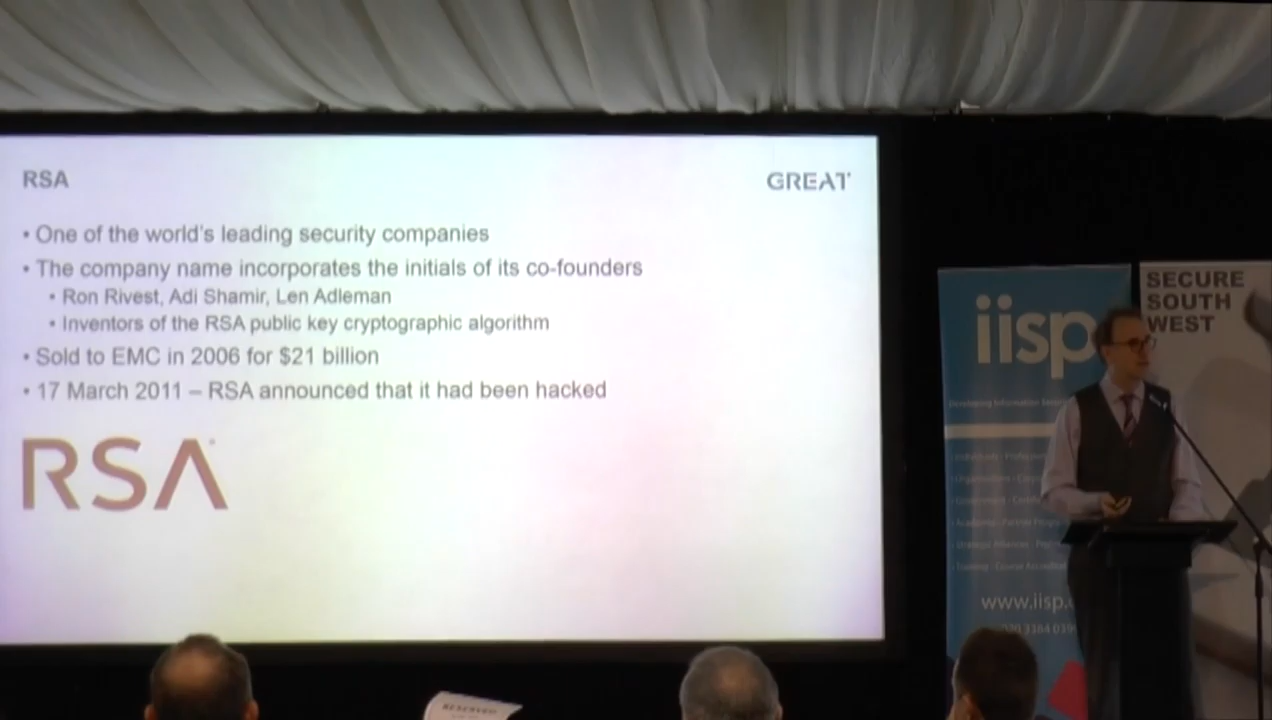 RSA
GREAT
• One of the world's leading security companies
• The company name incorporates the initials of its co-founders
• Ron Rivest, Adi Shamir, Len Adleman
• Inventors of the RSA public key cryptographic algorithm
• Sold to EMC in 2006 for $21 billion
• 17 March 2011 – RSA announced that it had been hacked
RSA
iisp
www.iisp.
SECURE
SOUTH
WEST
RESERVED